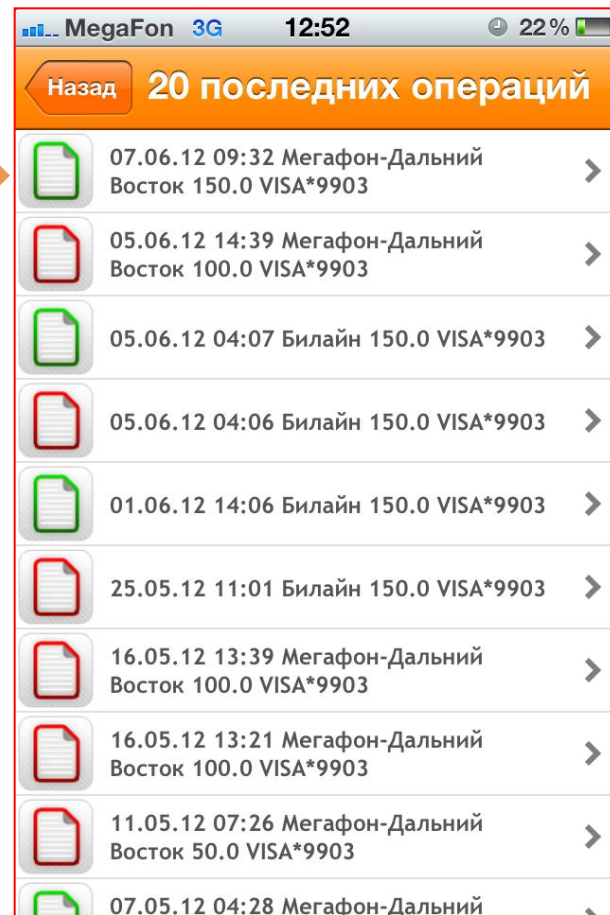 MegaFon 3G 12:52 22%
Назад 20 последних операций
07.06.12 09:32 Мегафон-Дальний
Восток 150.0 VISA*9903
05.06.12 14:39 Мегафон-Дальний
Восток 100.0 VISA*9903
05.06.12 04:07 Билайн 150.0 VISA*9903
05.06.12 04:06 Билайн 150.0 VISA*9903
01.06.12 14:06 Билайн 150.0 VISA*9903
25.05.12 11:01 Билайн 150.0 VISA*9903
16.05.12 13:39 Мегафон-Дальний
Восток 100.0 VISA*9903
16.05.12 13:21 Мегафон-Дальний
Восток 100.0 VISA*9903
11.05.12 07:26 Мегафон-Дальний
Восток 50.0 VISA*9903
07.05.12 04:28 Мегафон-Дальний